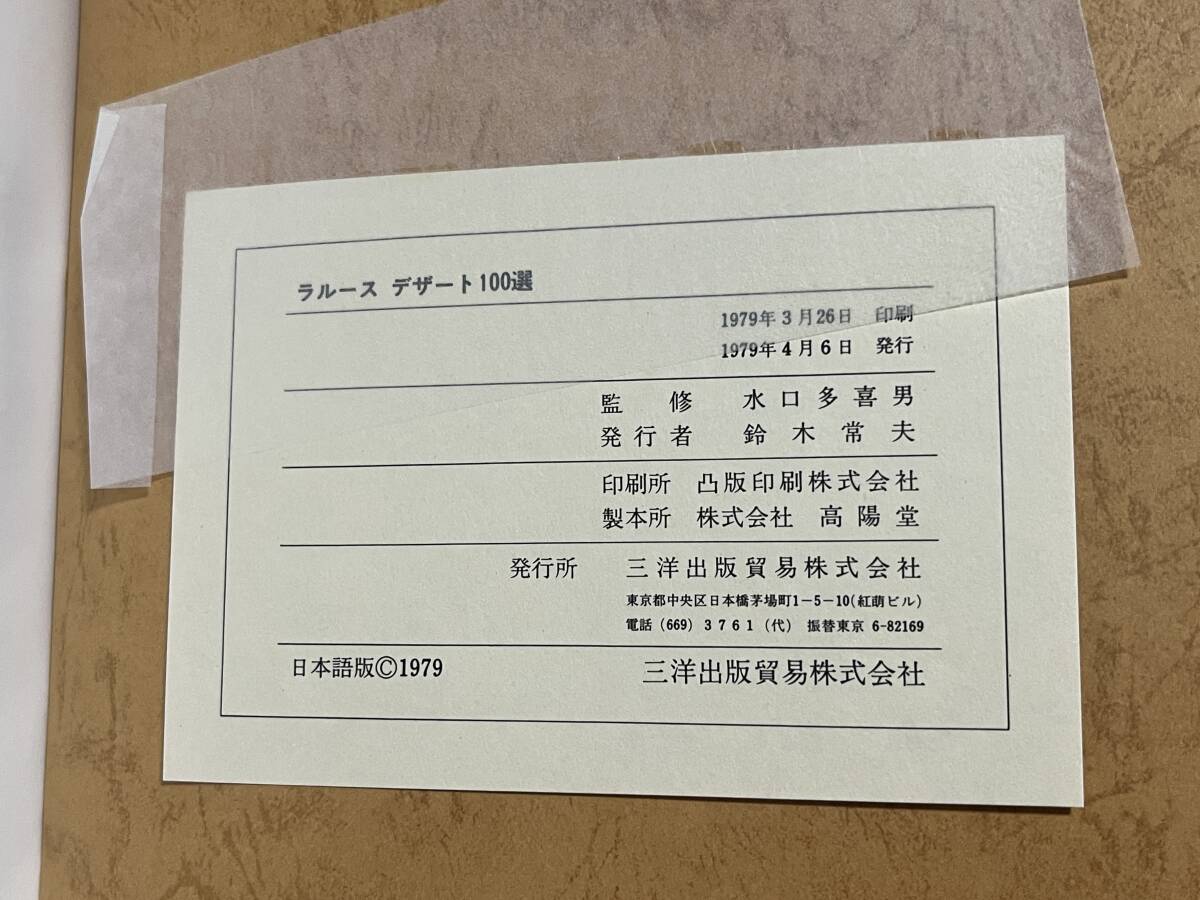 ラルース デザート100選
1979年3月26日 印刷
1979年4月6日 発行
監修 水口多喜男
発行者 鈴木常夫
印刷所 凸版印刷株式会社
製本所 株式会社 高陽堂
発行所 三洋出版貿易株式会社
東京都中央区日本橋茅場町1-5-10(紅萌ビル)
電話(669)3761(代) 振替東京 6-82169
日本語版©1979 三洋出版貿易株式会社